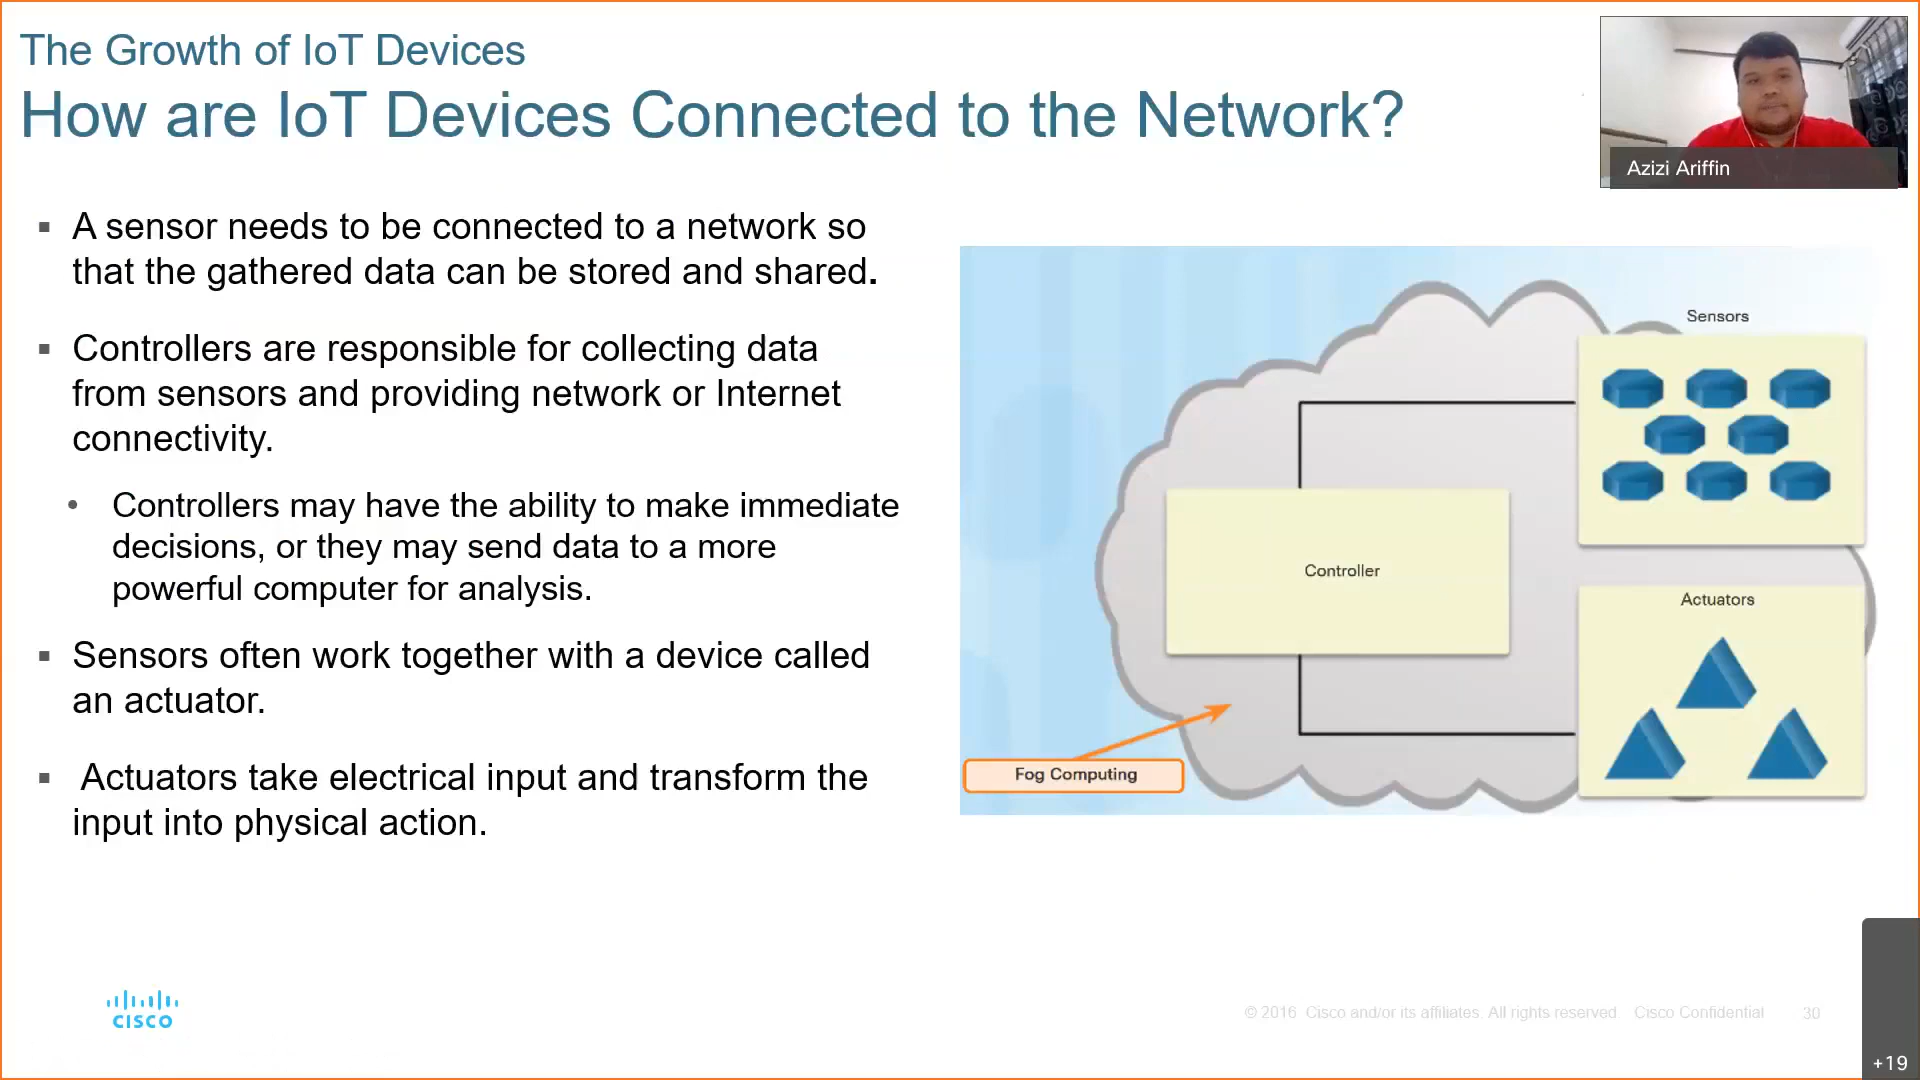 The Growth of IoT Devices
How are IoT Devices Connected to the Network?
Azizi Ariffin
A sensor needs to be connected to a network so
that the gathered data can be stored and shared.
Controllers are responsible for collecting data
from sensors and providing network or Internet
connectivity.
Controllers may have the ability to make immediate
decisions, or they may send data to a more
powerful computer for analysis.
Sensors often work together with a device called
an actuator.
Actuators take electrical input and transform the
input into physical action.
Sensors
Controller
Actuators
Fog Computing
CISCO
© 2016 Cisco and/or its affiliates. All rights reserved. Cisco Confidential 30
+19